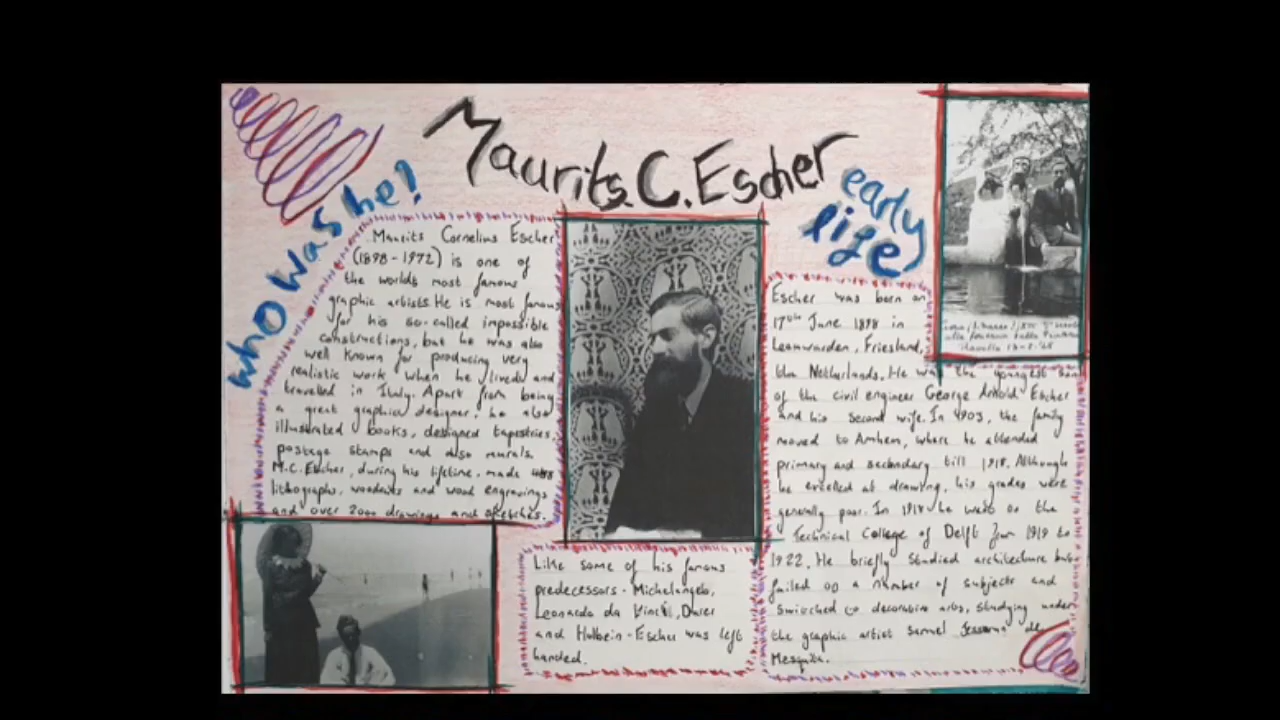 Maurits.C.Escher
who was he?
Maurits Cornelius Escher
(1898-1972) is one of
the worlds most famous
graphic artists. He is most famous
for his so-called impossible
constructions, but he was also
well known for producing very
realistic work when he lived and
travelled in Italy. Apart from being
a great graphic designer, he also
illustrated books, designed tapestries,
postage stamps and also murals.
M.C. Escher, during his lifetime, made 448
lithographs, woodcuts and wood engravings
and over 2000 drawings and sketches.
Like some of his famous
predecessors - Michelangelo,
Leonardo da Vinci, Durer
and Holbein - Escher was left
handed.
early
life
Escher was born on
17th June 1898 in
Leeuwarden, Friesland,
the Netherlands. He was the youngest son
of the civil engineer George Arnold Escher
and his second wife. In 1903, the family
moved to Arnhem, where he attended
primary and secondary till 1918. Although
he excelled at drawing, his grades were
generally poor. In 1918 he went to the
Technical College of Delft from 1919 to
1922. He briefly studied architecture but
failed on a number of subjects and
switched to decorative arts, studying under
the graphic artist Samuel Jessurun de
Mesquita.